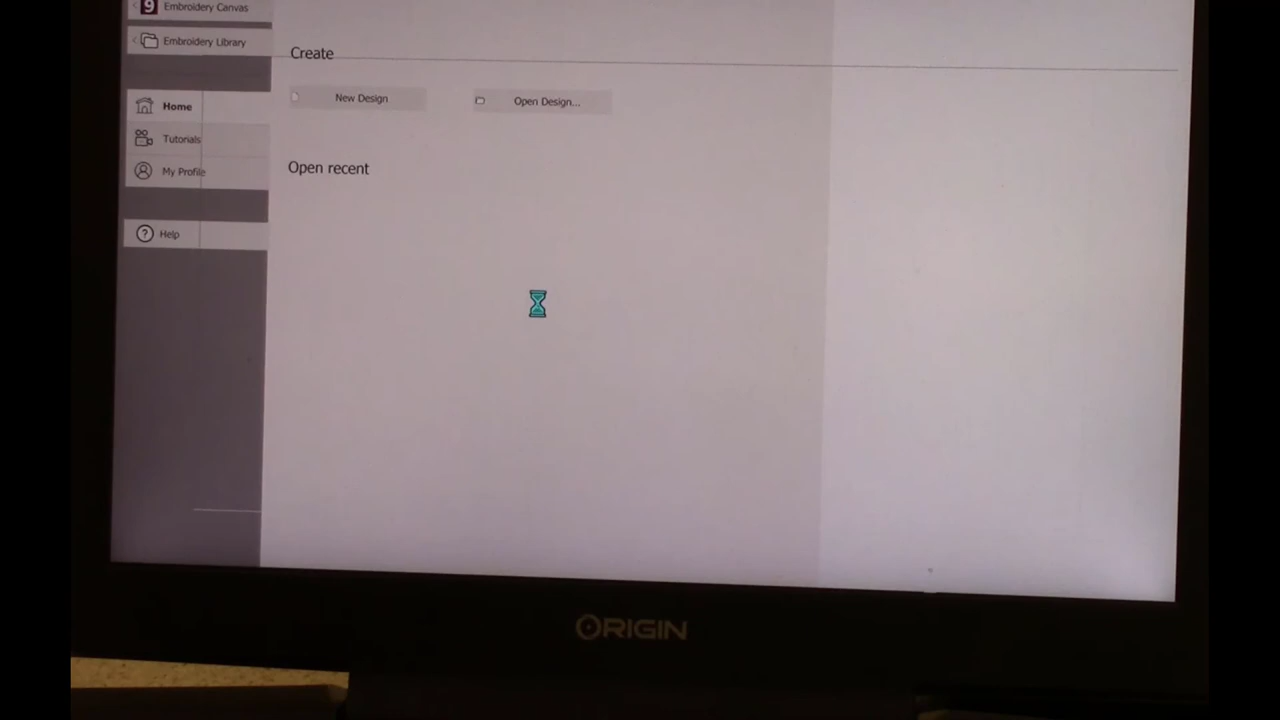 9 Embroidery Canvas
Embroidery Library
Create
New Design
Open Design...
Home
Tutorials
My Profile
Open recent
? Help
ORIGIN